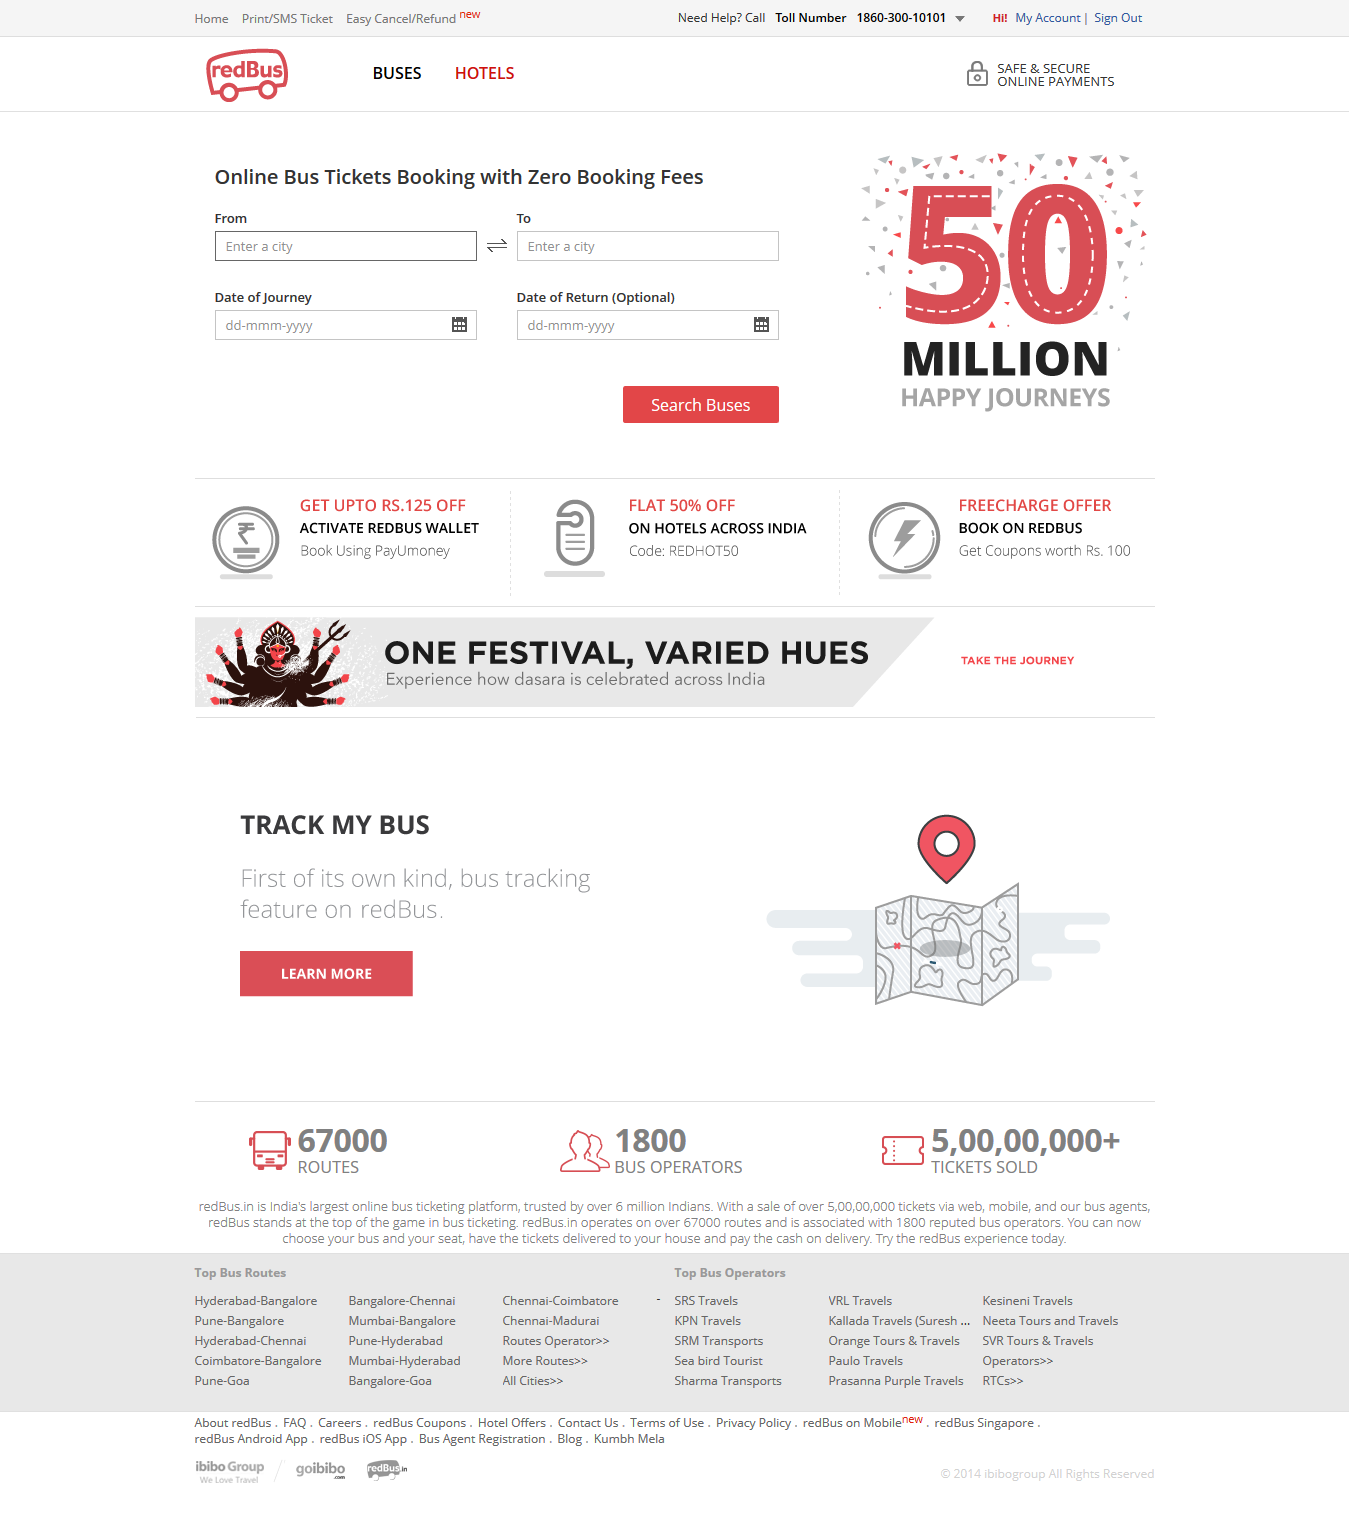 Home Print/SMS Ticket Easy Cancel/Refund new
Need Help? Call Toll Number 1860-300-10101 Hi! My Account | Sign Out
redBus
BUSES HOTELS
SAFE & SECURE
ONLINE PAYMENTS
Online Bus Tickets Booking with Zero Booking Fees
From To
Enter a city Enter a city
Date of Journey Date of Return (Optional)
dd-mmm-yyyy dd-mmm-yyyy
Search Buses
50
MILLION
HAPPY JOURNEYS
GET UPTO RS.125 OFF
ACTIVATE REDBUS WALLET
Book Using PayUmoney
FLAT 50% OFF
ON HOTELS ACROSS INDIA
Code: REDHOT50
FREECHARGE OFFER
BOOK ON REDBUS
Get Coupons worth Rs. 100
ONE FESTIVAL, VARIED HUES
Experience how dasara is celebrated across India
TAKE THE JOURNEY
TRACK MY BUS
First of its own kind, bus tracking
feature on redBus.
LEARN MORE
67000
ROUTES
1800
BUS OPERATORS
5,00,00,000+
TICKETS SOLD
redBus.in is India's largest online bus ticketing platform, trusted by over 6 million Indians. With a sale of over 5,00,00,000 tickets via web, mobile, and our bus agents,
redBus stands at the top of the game in bus ticketing. redBus.in operates on over 67000 routes and is associated with 1800 reputed bus operators. You can now
choose your bus and your seat, have the tickets delivered to your house and pay the cash on delivery. Try the redBus experience today.
Top Bus Routes Top Bus Operators
Hyderabad-Bangalore Bangalore-Chennai Chennai-Coimbatore - SRS Travels VRL Travels Kesineni Travels
Pune-Bangalore Mumbai-Bangalore Chennai-Madurai KPN Travels Kallada Travels (Suresh ... Neeta Tours and Travels
Hyderabad-Chennai Pune-Hyderabad Routes Operator>> SRM Transports Orange Tours & Travels SVR Tours & Travels
Coimbatore-Bangalore Mumbai-Hyderabad More Routes>> Sea bird Tourist Paulo Travels Operators>>
Pune-Goa Bangalore-Goa All Cities>> Sharma Transports Prasanna Purple Travels RTCs>>
About redBus . FAQ . Careers . redBus Coupons . Hotel Offers . Contact Us . Terms of Use . Privacy Policy . redBus on Mobile new . redBus Singapore .
redBus Android App . redBus iOS App . Bus Agent Registration . Blog . Kumbh Mela
ibibo Group
We Love Travel
goibibo.com
redBus.in
© 2014 ibibogroup All Rights Reserved